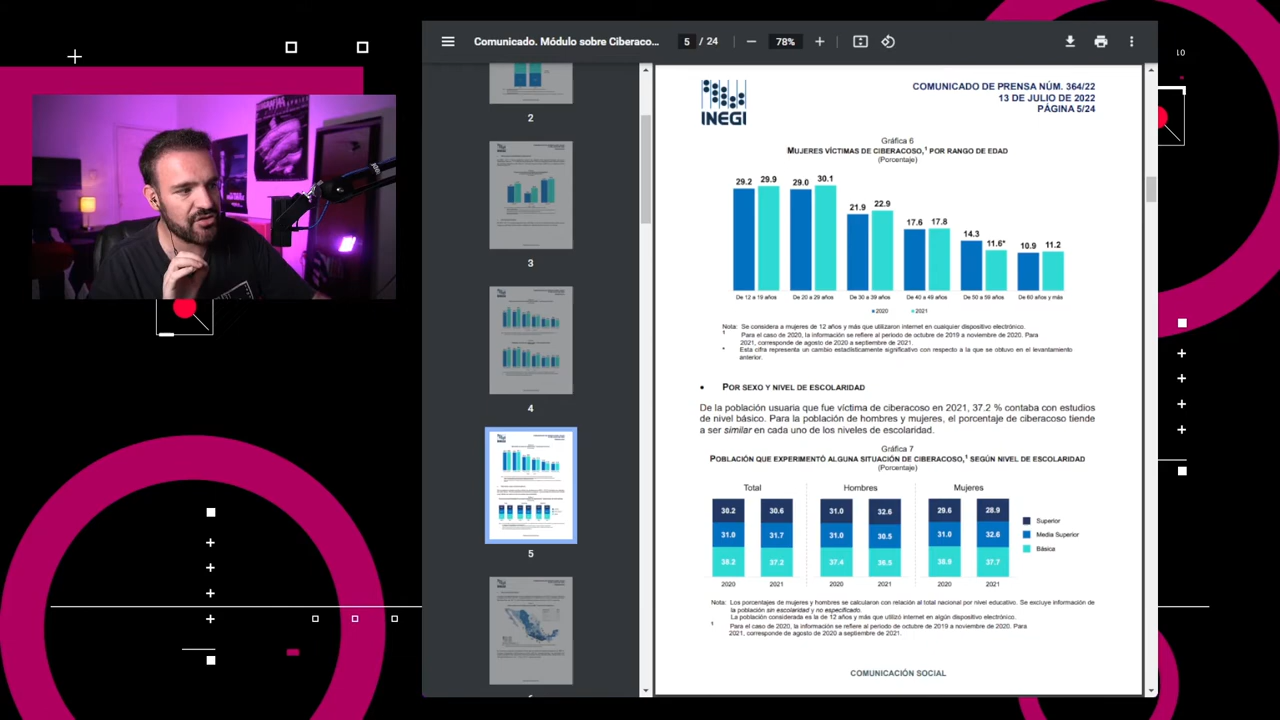 Comunicado. Módulo sobre Ciberaco...
5 / 24
78%
2
3
4
5
INEGI
COMUNICADO DE PRENSA NÚM. 364/22
13 DE JULIO DE 2022
PÁGINA 5/24
Gráfica 6
MUJERES VÍCTIMAS DE CIBERACOSO,1 POR RANGO DE EDAD
(Porcentaje)
29.2 29.9 29.0 30.1 21.9 22.9 17.6 17.8 14.3 11.6* 10.9 11.2
De 12 a 19 años De 20 a 29 años De 30 a 39 años De 40 a 49 años De 50 a 59 años De 60 años y más
2020 2021
Nota: Se considera a mujeres de 12 años y más que utilizaron internet en cualquier dispositivo electrónico.
1 Para el caso de 2020, la información se refiere al periodo de octubre de 2019 a noviembre de 2020. Para
2021, corresponde de agosto de 2020 a septiembre de 2021.
* Esta cifra representa un cambio estadísticamente significativo con respecto a la que se obtuvo en el levantamiento
anterior.
• POR SEXO Y NIVEL DE ESCOLARIDAD
De la población usuaria que fue víctima de ciberacoso en 2021, 37.2 % contaba con estudios
de nivel básico. Para la población de hombres y mujeres, el porcentaje de ciberacoso tiende
a ser similar en cada uno de los niveles de escolaridad.
Gráfica 7
POBLACIÓN QUE EXPERIMENTÓ ALGUNA SITUACIÓN DE CIBERACOSO,1 SEGÚN NIVEL DE ESCOLARIDAD
(Porcentaje)
Total Hombres Mujeres
30.2 30.6 31.0 32.6 29.6 28.9
Superior
31.0 31.7 31.0 30.5 31.0 32.6
Media Superior
38.2 37.2 37.4 36.5 38.9 37.7
Básica
2020 2021 2020 2021 2020 2021
Nota: Los porcentajes de mujeres y hombres se calcularon con relación al total nacional por nivel educativo. Se excluye información de
la población sin escolaridad y no especificado.
La población considerada es la de 12 años y más que utilizó internet en algún dispositivo electrónico.
1 Para el caso de 2020, la información se refiere al periodo de octubre de 2019 a noviembre de 2020. Para
2021, corresponde de agosto de 2020 a septiembre de 2021.
COMUNICACIÓN SOCIAL